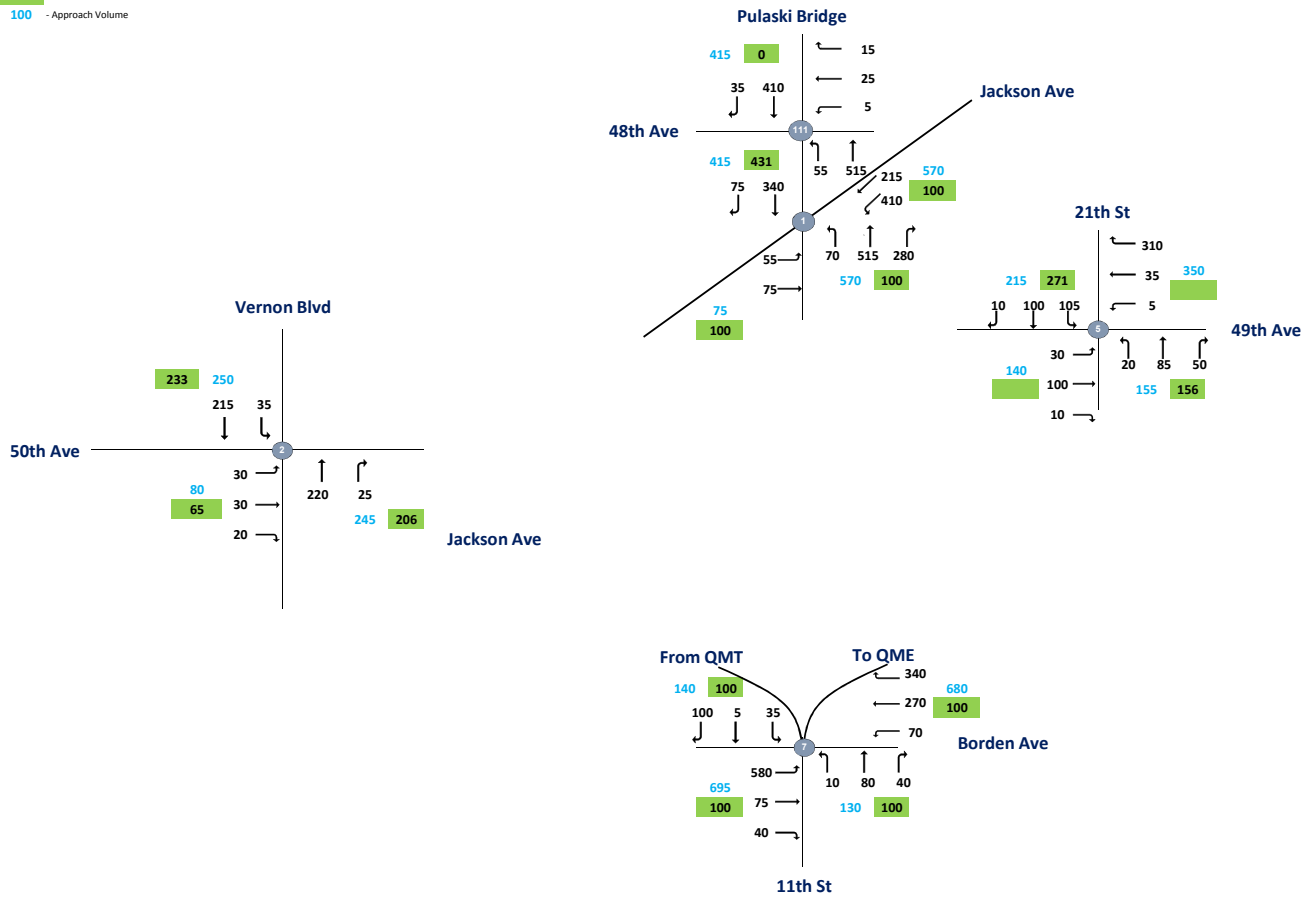 100 - Approach Volume
Pulaski Bridge
415 0
15
25
5
35 410
Jackson Ave
48th Ave
111
415 431
55 515
75 340
215 570
410 100
1
70 515 280
55
75
570 100
75
100
21th St
310
215 271
35 350
10 100 105
5
5
49th Ave
30
140
100
10
20 85 50
155 156
Vernon Blvd
233 250
215 35
50th Ave
2
30
80
65 30
20
220 25
245 206
Jackson Ave
From QMT
To QME
140 100
340
680
270 100
100 5 35
70
Borden Ave
7
580
10 80 40
695
100 75
130 100
40
11th St